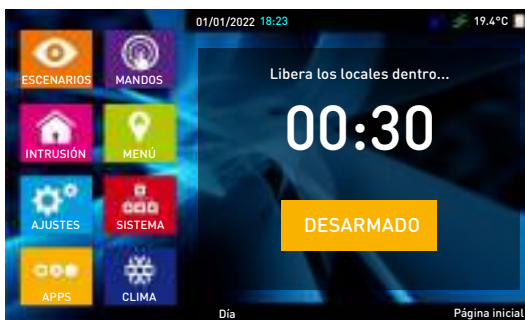 01/01/2022 18:23
19.4°C
ESCENARIOS
MANDOS
INTRUSIÓN
MENÚ
AJUSTES
SISTEMA
APPS
CLIMA
Libera los locales dentro...
00:30
DESARMADO
Día
Página inicial